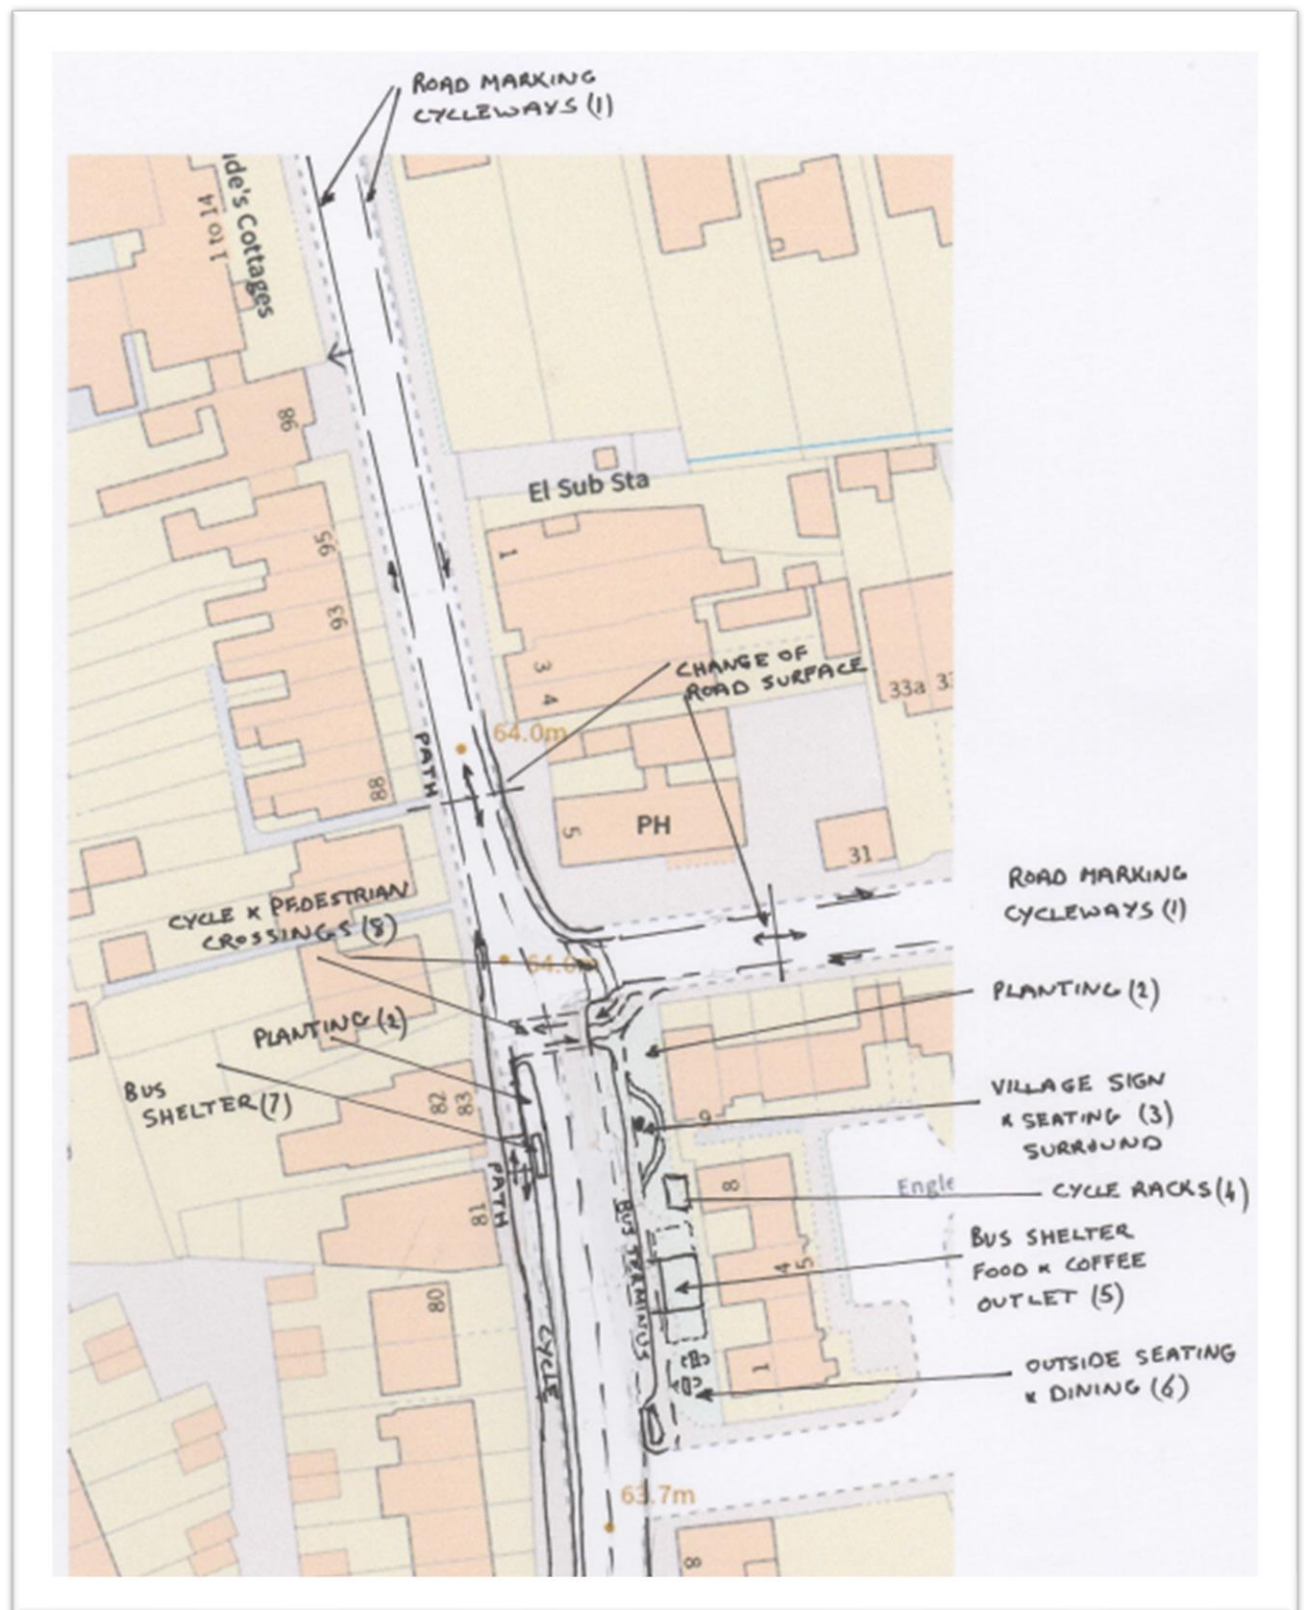 ROAD MARKING
CYCLEWAYS (1)
ide's Cottages
1 to 14
98
El Sub Sta
95
1
93
CHANGE OF
ROAD SURFACE
3
4
33a
64.0m
PATH
88
5
PH
31
ROAD MARKING
CYCLEWAYS (1)
CYCLE & PEDESTRIAN
CROSSINGS (8)
64.0m
PLANTING (2)
PLANTING (2)
BUS
SHELTER (7)
82
83
VILLAGE SIGN
& SEATING (3)
SURROUND
9
PATH
81
8
Engle
CYCLE RACKS (4)
BUS TERMINUS
BUS SHELTER
FOOD & COFFEE
OUTLET (5)
4
5
80
CYCLE
1
OUTSIDE SEATING
& DINING (6)
63.7m
8